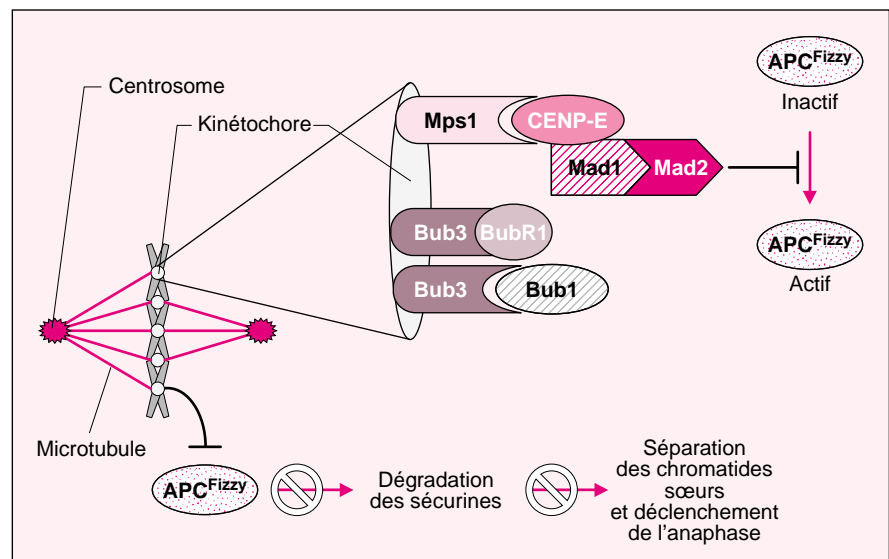 Centrosome
Kinétochore
Mps1
CENP-E
Mad1
Mad2
APCFizzy
Inactif
Bub3
BubR1
Bub3
Bub1
APCFizzy
Actif
Microtubule
APCFizzy
Dégradation
des sécurines
Séparation
des chromatides
sœurs
et déclenchement
de l’anaphase